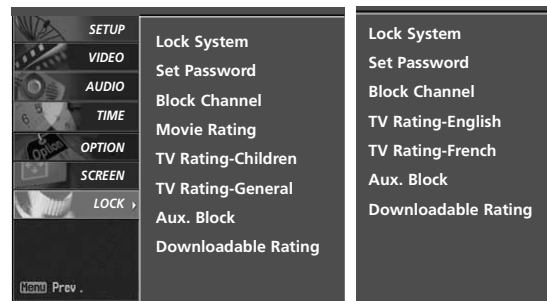 SETUP
VIDEO
AUDIO
TIME
OPTION
SCREEN
LOCK
Menu Prev .
Lock System
Set Password
Block Channel
Movie Rating
TV Rating-Children
TV Rating-General
Aux. Block
Downloadable Rating
Lock System
Set Password
Block Channel
TV Rating-English
TV Rating-French
Aux. Block
Downloadable Rating